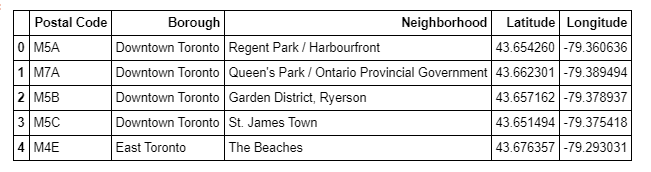 Postal Code Borough Neighborhood Latitude Longitude
0 M5A Downtown Toronto Regent Park / Harbourfront 43.654260 -79.360636
1 M7A Downtown Toronto Queen's Park / Ontario Provincial Government 43.662301 -79.389494
2 M5B Downtown Toronto Garden District, Ryerson 43.657162 -79.378937
3 M5C Downtown Toronto St. James Town 43.651494 -79.375418
4 M4E East Toronto The Beaches 43.676357 -79.293031